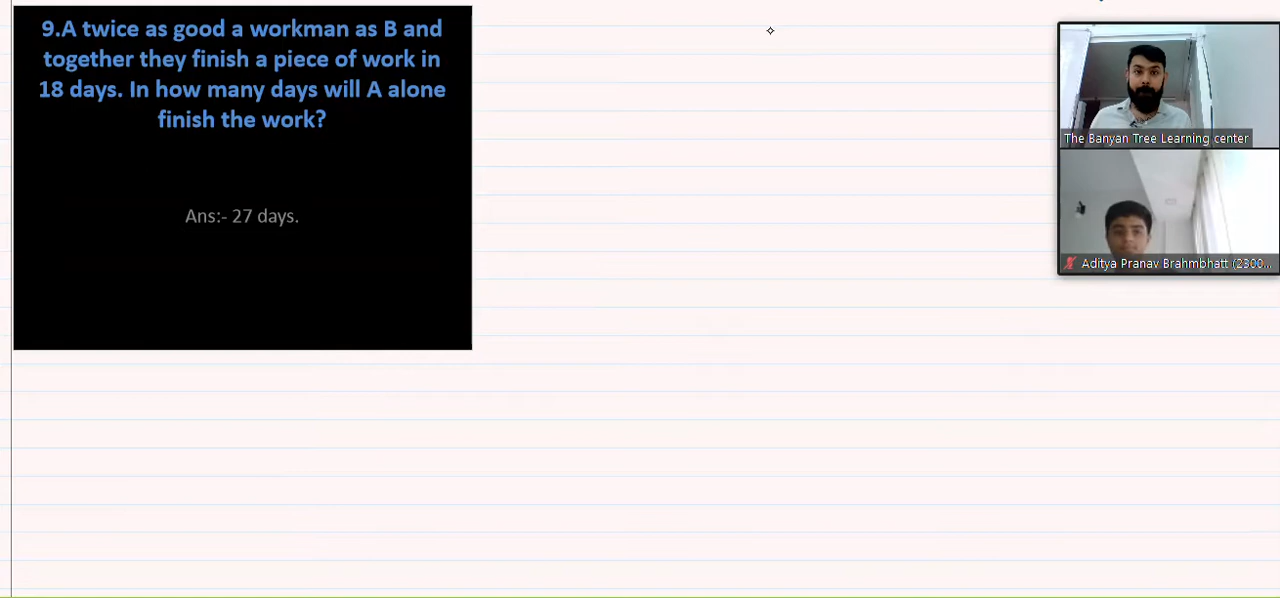 9.A twice as good a workman as B and
together they finish a piece of work in
18 days. In how many days will A alone
finish the work?
Ans:- 27 days.
The Banyan Tree Learning center
Aditya Pranav Brahmbhatt (2300...